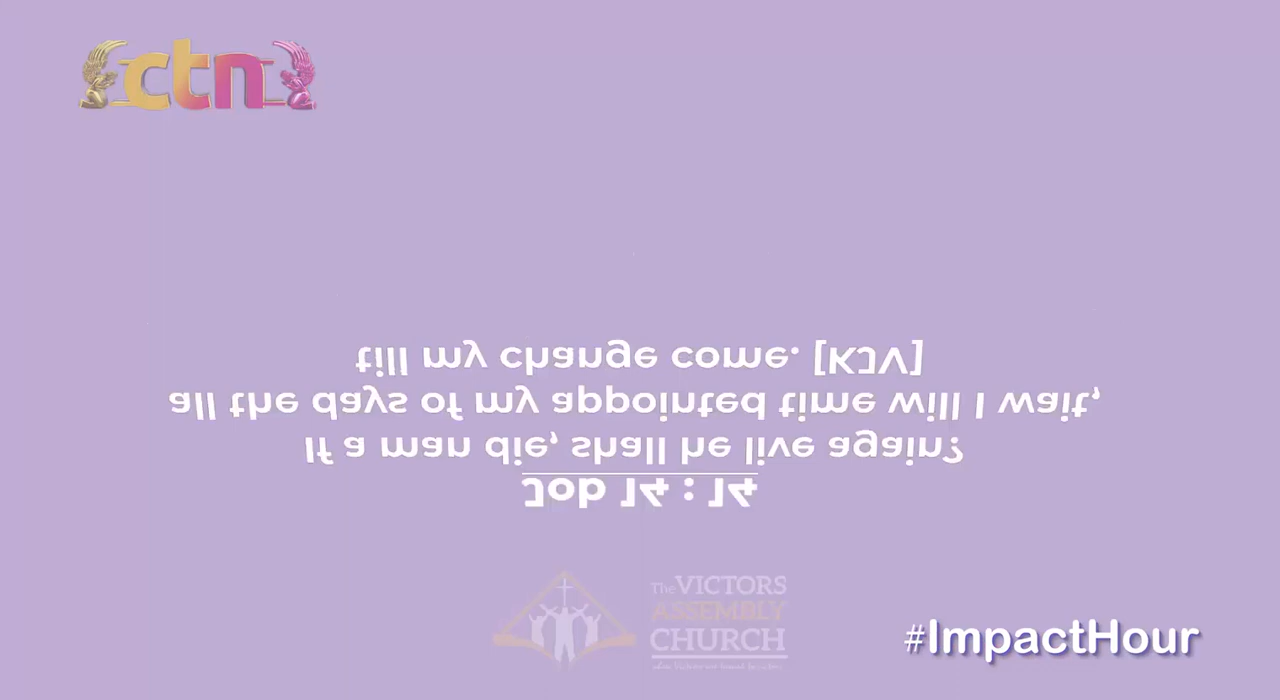 ctn
Job 14 : 14
If a man die, shall he live again?
all the days of my appointed time will I wait,
till my change come. [KJV]
The VICTORS
ASSEMBLY
CHURCH
#ImpactHour